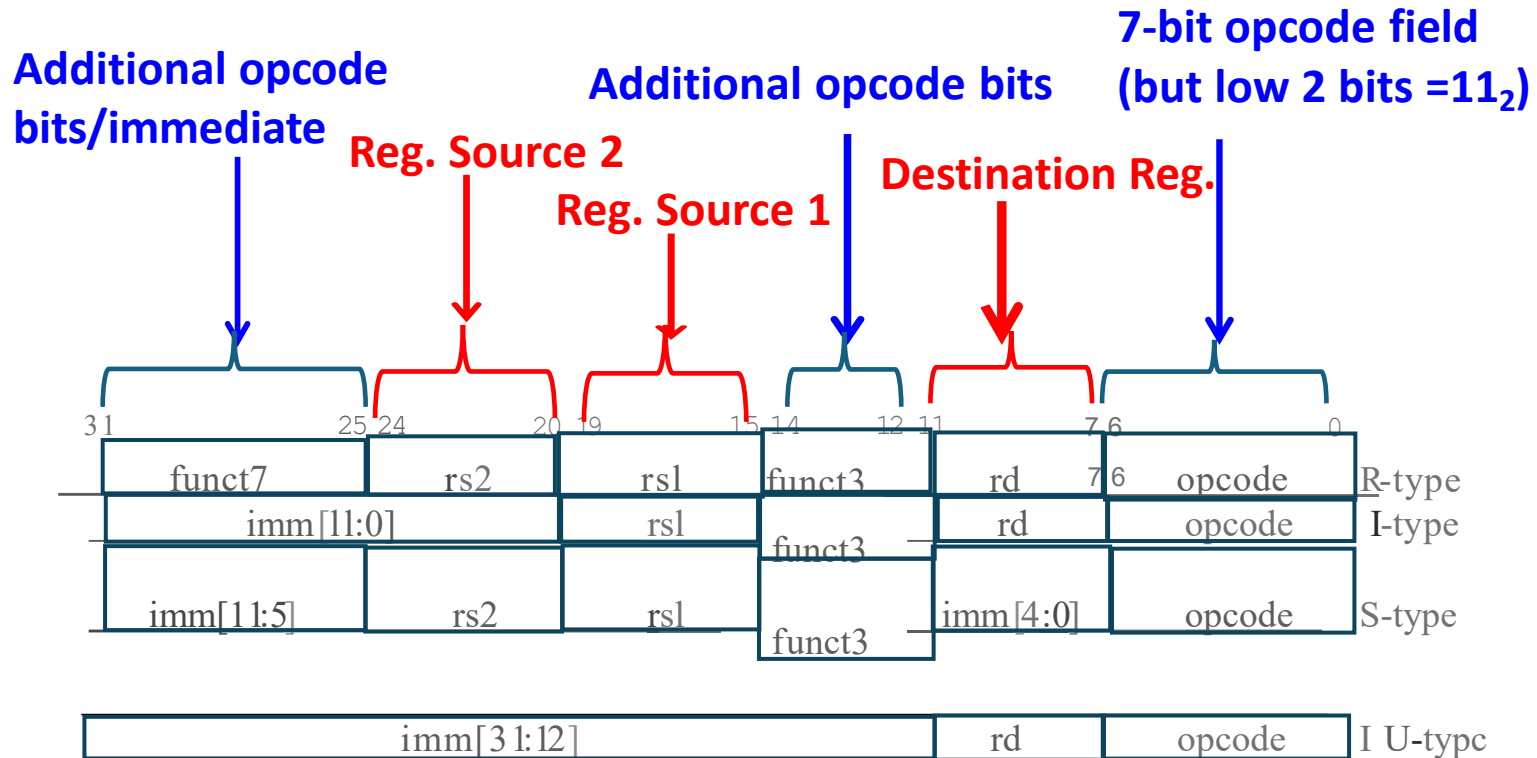 7-bit opcode field
(but low 2 bits =11₂)
Additional opcode
bits/immediate
Additional opcode bits
Reg. Source 2
Destination Reg.
Reg. Source 1
31 25 24 20 19 15 14 12 11 7 6 0
funct7 rs2 rsl funct3 rd 7 6 opcode R-type
imm[ll:0] rsl funct3 rd opcode I-type
imm[1l:5] rs2 rsl funct3 imm[4:0] opcode S-type
imm[31:12] rd opcode I U-typc